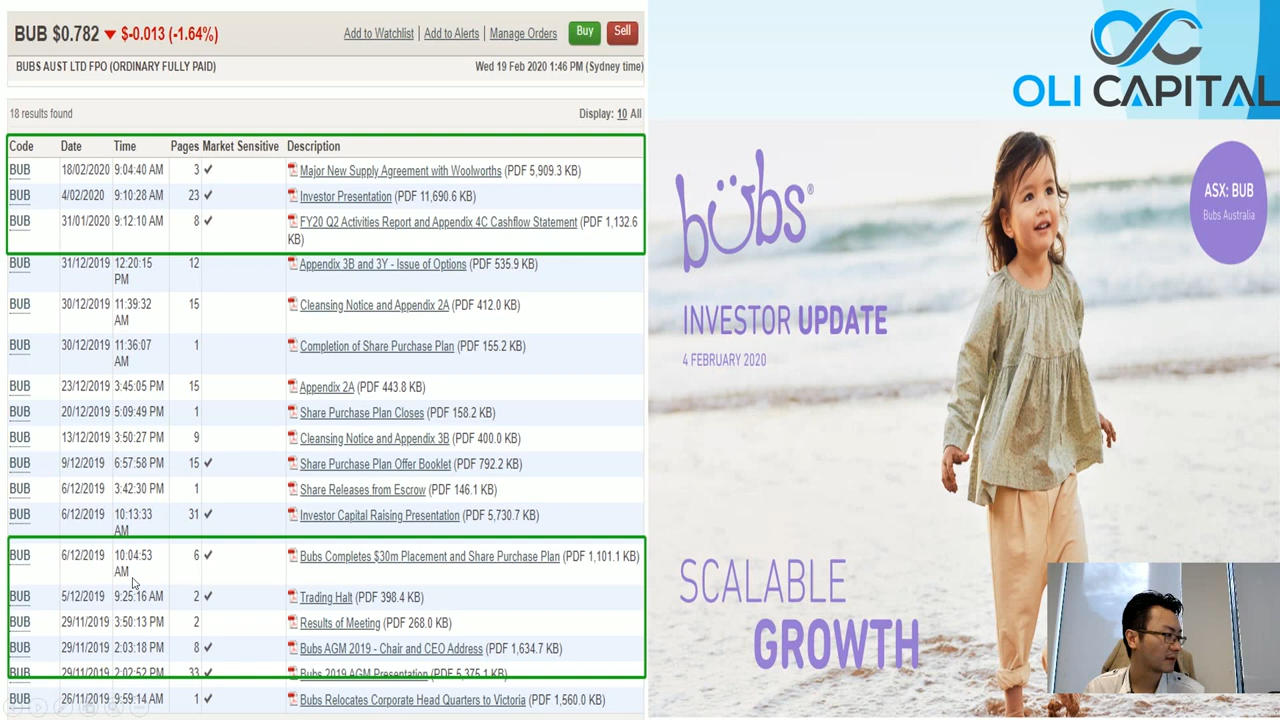 BUB $0.782 ▼ $-0.013 (-1.64%)
Add to Watchlist | Add to Alerts | Manage Orders
Buy
Sell
BUBS AUST LTD FPO (ORDINARY FULLY PAID)
Wed 19 Feb 2020 1:46 PM (Sydney time)
18 results found
Display: 10 All
Code Date Time Pages Market Sensitive Description
BUB 18/02/2020 9:04:40 AM 3 ✔ Major New Supply Agreement with Woolworths (PDF 5,909.3 KB)
BUB 4/02/2020 9:10:28 AM 23 ✔ Investor Presentation (PDF 11,690.6 KB)
BUB 31/01/2020 9:12:10 AM 8 ✔ FY20 Q2 Activities Report and Appendix 4C Cashflow Statement (PDF 1,132.6
KB)
BUB 31/12/2019 12:20:15 12 Appendix 3B and 3Y - Issue of Options (PDF 535.9 KB)
PM
BUB 30/12/2019 11:39:32 15 Cleansing Notice and Appendix 2A (PDF 412.0 KB)
AM
BUB 30/12/2019 11:36:07 1 Completion of Share Purchase Plan (PDF 155.2 KB)
AM
BUB 23/12/2019 3:45:05 PM 15 Appendix 2A (PDF 443.8 KB)
BUB 20/12/2019 5:09:49 PM 1 Share Purchase Plan Closes (PDF 158.2 KB)
BUB 13/12/2019 3:50:27 PM 9 Cleansing Notice and Appendix 3B (PDF 400.0 KB)
BUB 9/12/2019 6:57:58 PM 15 ✔ Share Purchase Plan Offer Booklet (PDF 792.2 KB)
BUB 6/12/2019 3:42:30 PM 1 Share Releases from Escrow (PDF 146.1 KB)
BUB 6/12/2019 10:13:33 31 ✔ Investor Capital Raising Presentation (PDF 5,730.7 KB)
AM
BUB 6/12/2019 10:04:53 6 ✔ Bubs Completes $30m Placement and Share Purchase Plan (PDF 1,101.1 KB)
AM
BUB 5/12/2019 9:25:16 AM 2 ✔ Trading Halt (PDF 398.4 KB)
BUB 29/11/2019 3:50:13 PM 2 Results of Meeting (PDF 268.0 KB)
BUB 29/11/2019 2:03:18 PM 8 ✔ Bubs AGM 2019 - Chair and CEO Address (PDF 1,634.7 KB)
BUB 29/11/2019 2:02:52 PM 33 ✔ Bubs 2019 AGM Presentation (PDF 5,375.1 KB)
BUB 26/11/2019 9:59:14 AM 1 ✔ Bubs Relocates Corporate Head Quarters to Victoria (PDF 1,560.0 KB)
OLI CAPITAL
bübs®
ASX: BUB
Bubs Australia
INVESTOR UPDATE
4 FEBRUARY 2020
SCALABLE
GROWTH